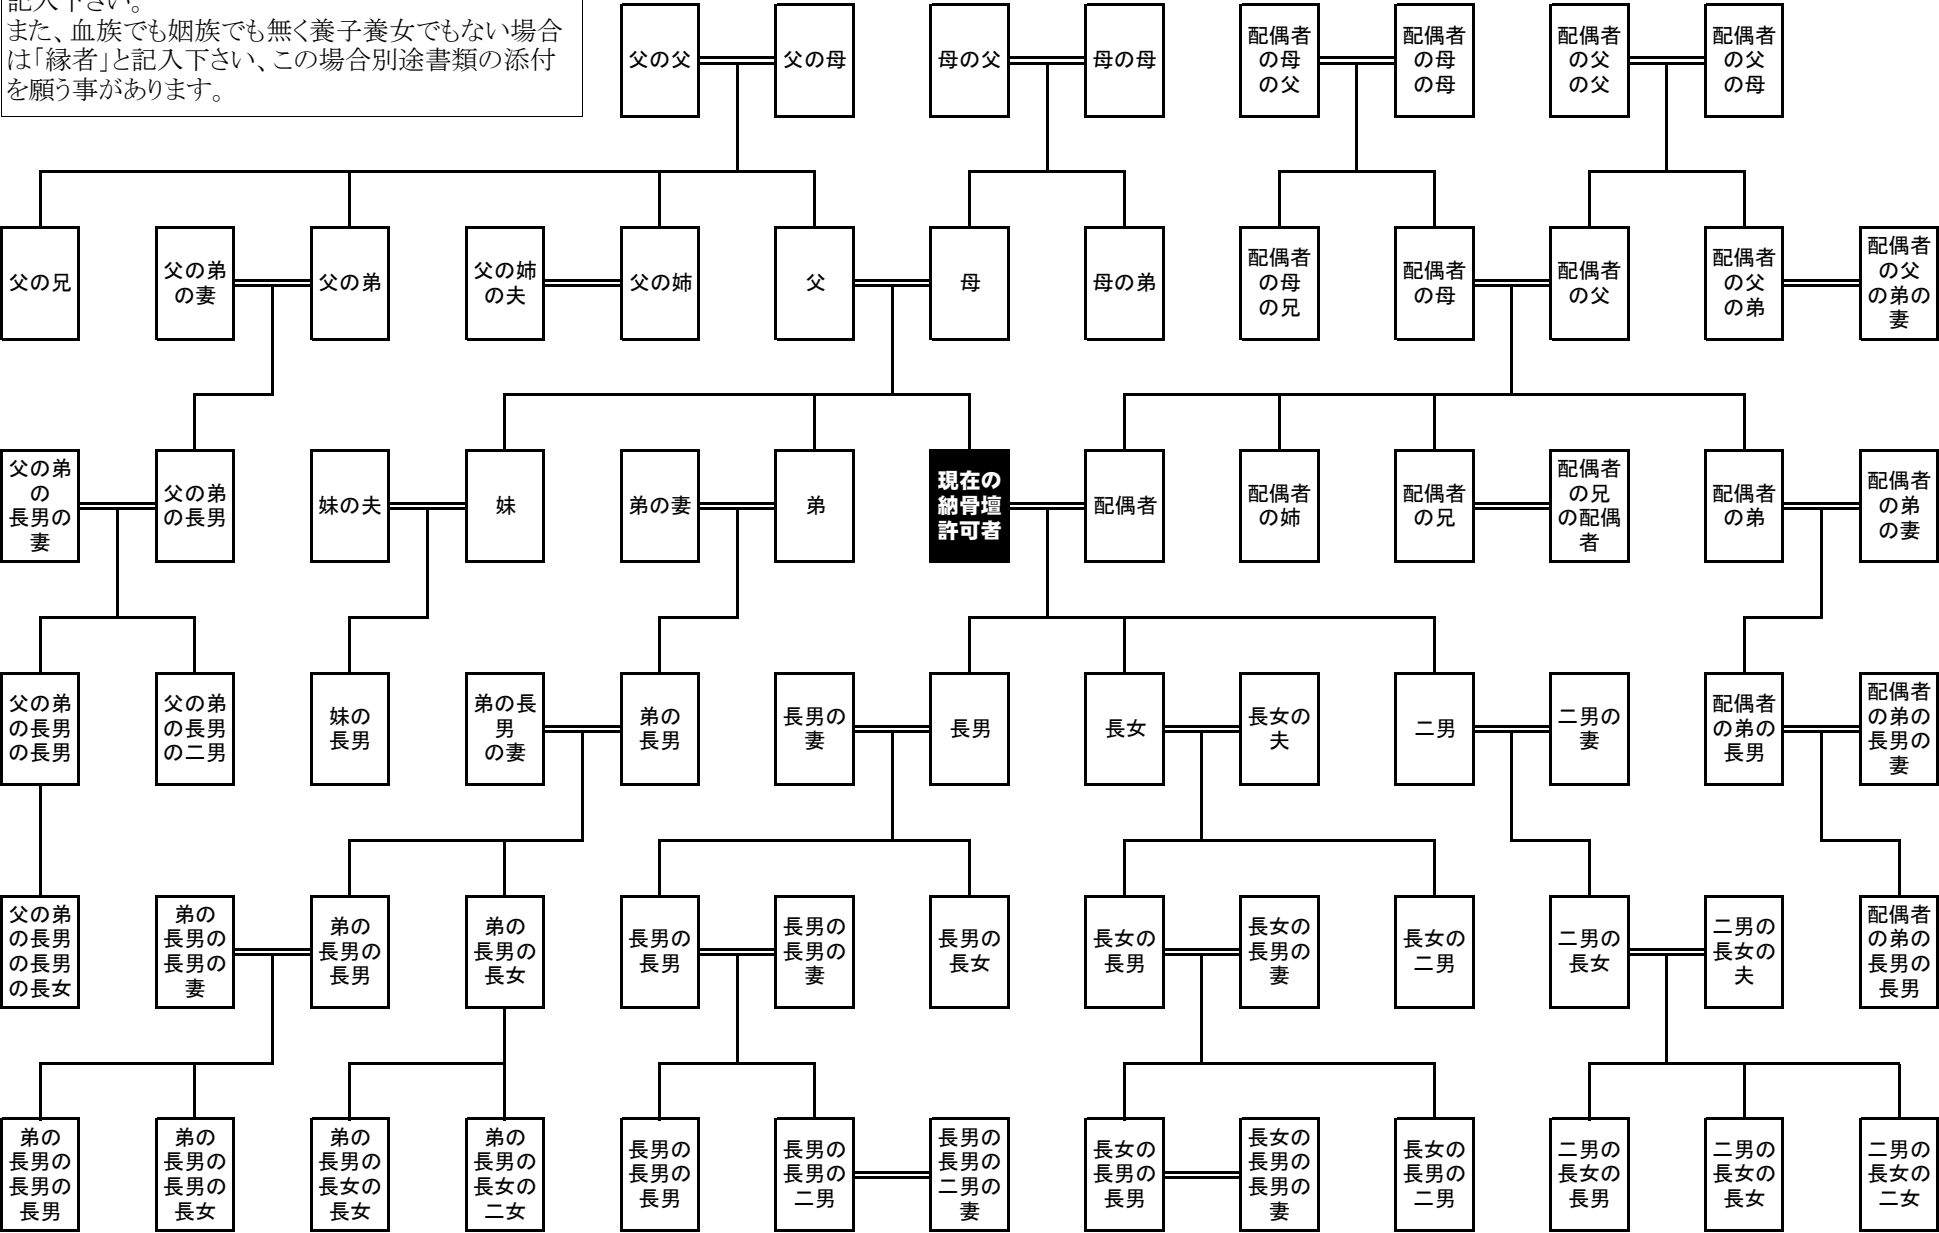 記入下さい。
また、血族でも姻族でも無く養子養女でもない場合
は「縁者」と記入下さい、この場合別途書類の添付
を願う事があります。
父の父
父の母
母の父
母の母
配偶者
の母
の父
配偶者
の母
の母
配偶者
の父
の父
配偶者
の父
の母
父の兄
父の弟
の妻
父の弟
父の姉
の夫
父の姉
父
母
母の弟
配偶者
の母
の兄
配偶者
の母
配偶者
の父
配偶者
の父
の弟
配偶者
の父
の弟の
妻
父の弟
の
長男の
妻
父の弟
の長男
妹の夫
妹
弟の妻
弟
現在の
納骨壇
許可者
配偶者
配偶者
の姉
配偶者
の兄
配偶者
の兄
の配偶
者
配偶者
の弟
配偶者
の弟
の妻
父の弟
の長男
の長男
父の弟
の長男
の二男
妹の
長男
弟の長
男
の妻
弟の
長男
長男の
妻
長男
長女
長女の
夫
二男
二男の
妻
配偶者
の弟の
長男
配偶者
の弟の
長男の
妻
父の弟
の長男
の長男
の長女
弟の
長男の
長男の
妻
弟の
長男の
長男
弟の
長男の
長女
長男の
長男
長男の
長男の
妻
長男の
長女
長女の
長男
長女の
長男の
妻
長女の
二男
二男の
長女
二男の
長女の
夫
配偶者
の弟の
長男の
長男
弟の
長男の
長男の
長男
弟の
長男の
長男の
長女
弟の
長男の
長女の
長女
弟の
長男の
長女の
二女
長男の
長男の
長男
長男の
長男の
二男
長男の
長男の
二男の
妻
長女の
長男の
長男
長女の
長男の
長男の
妻
長女の
長男の
二男
二男の
長女の
長男
二男の
長女の
長女
二男の
長女の
二女